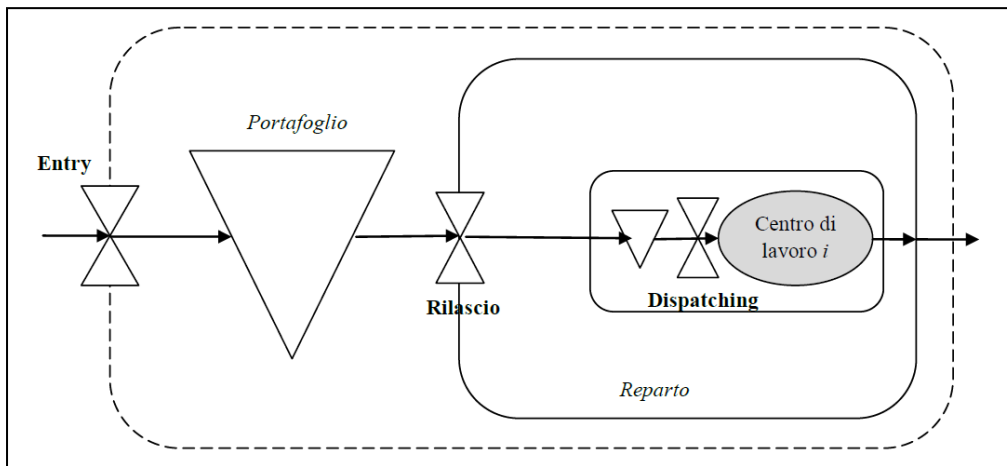 Portafoglio
Entry
Centro di
lavoro i
Dispatching
Rilascio
Reparto